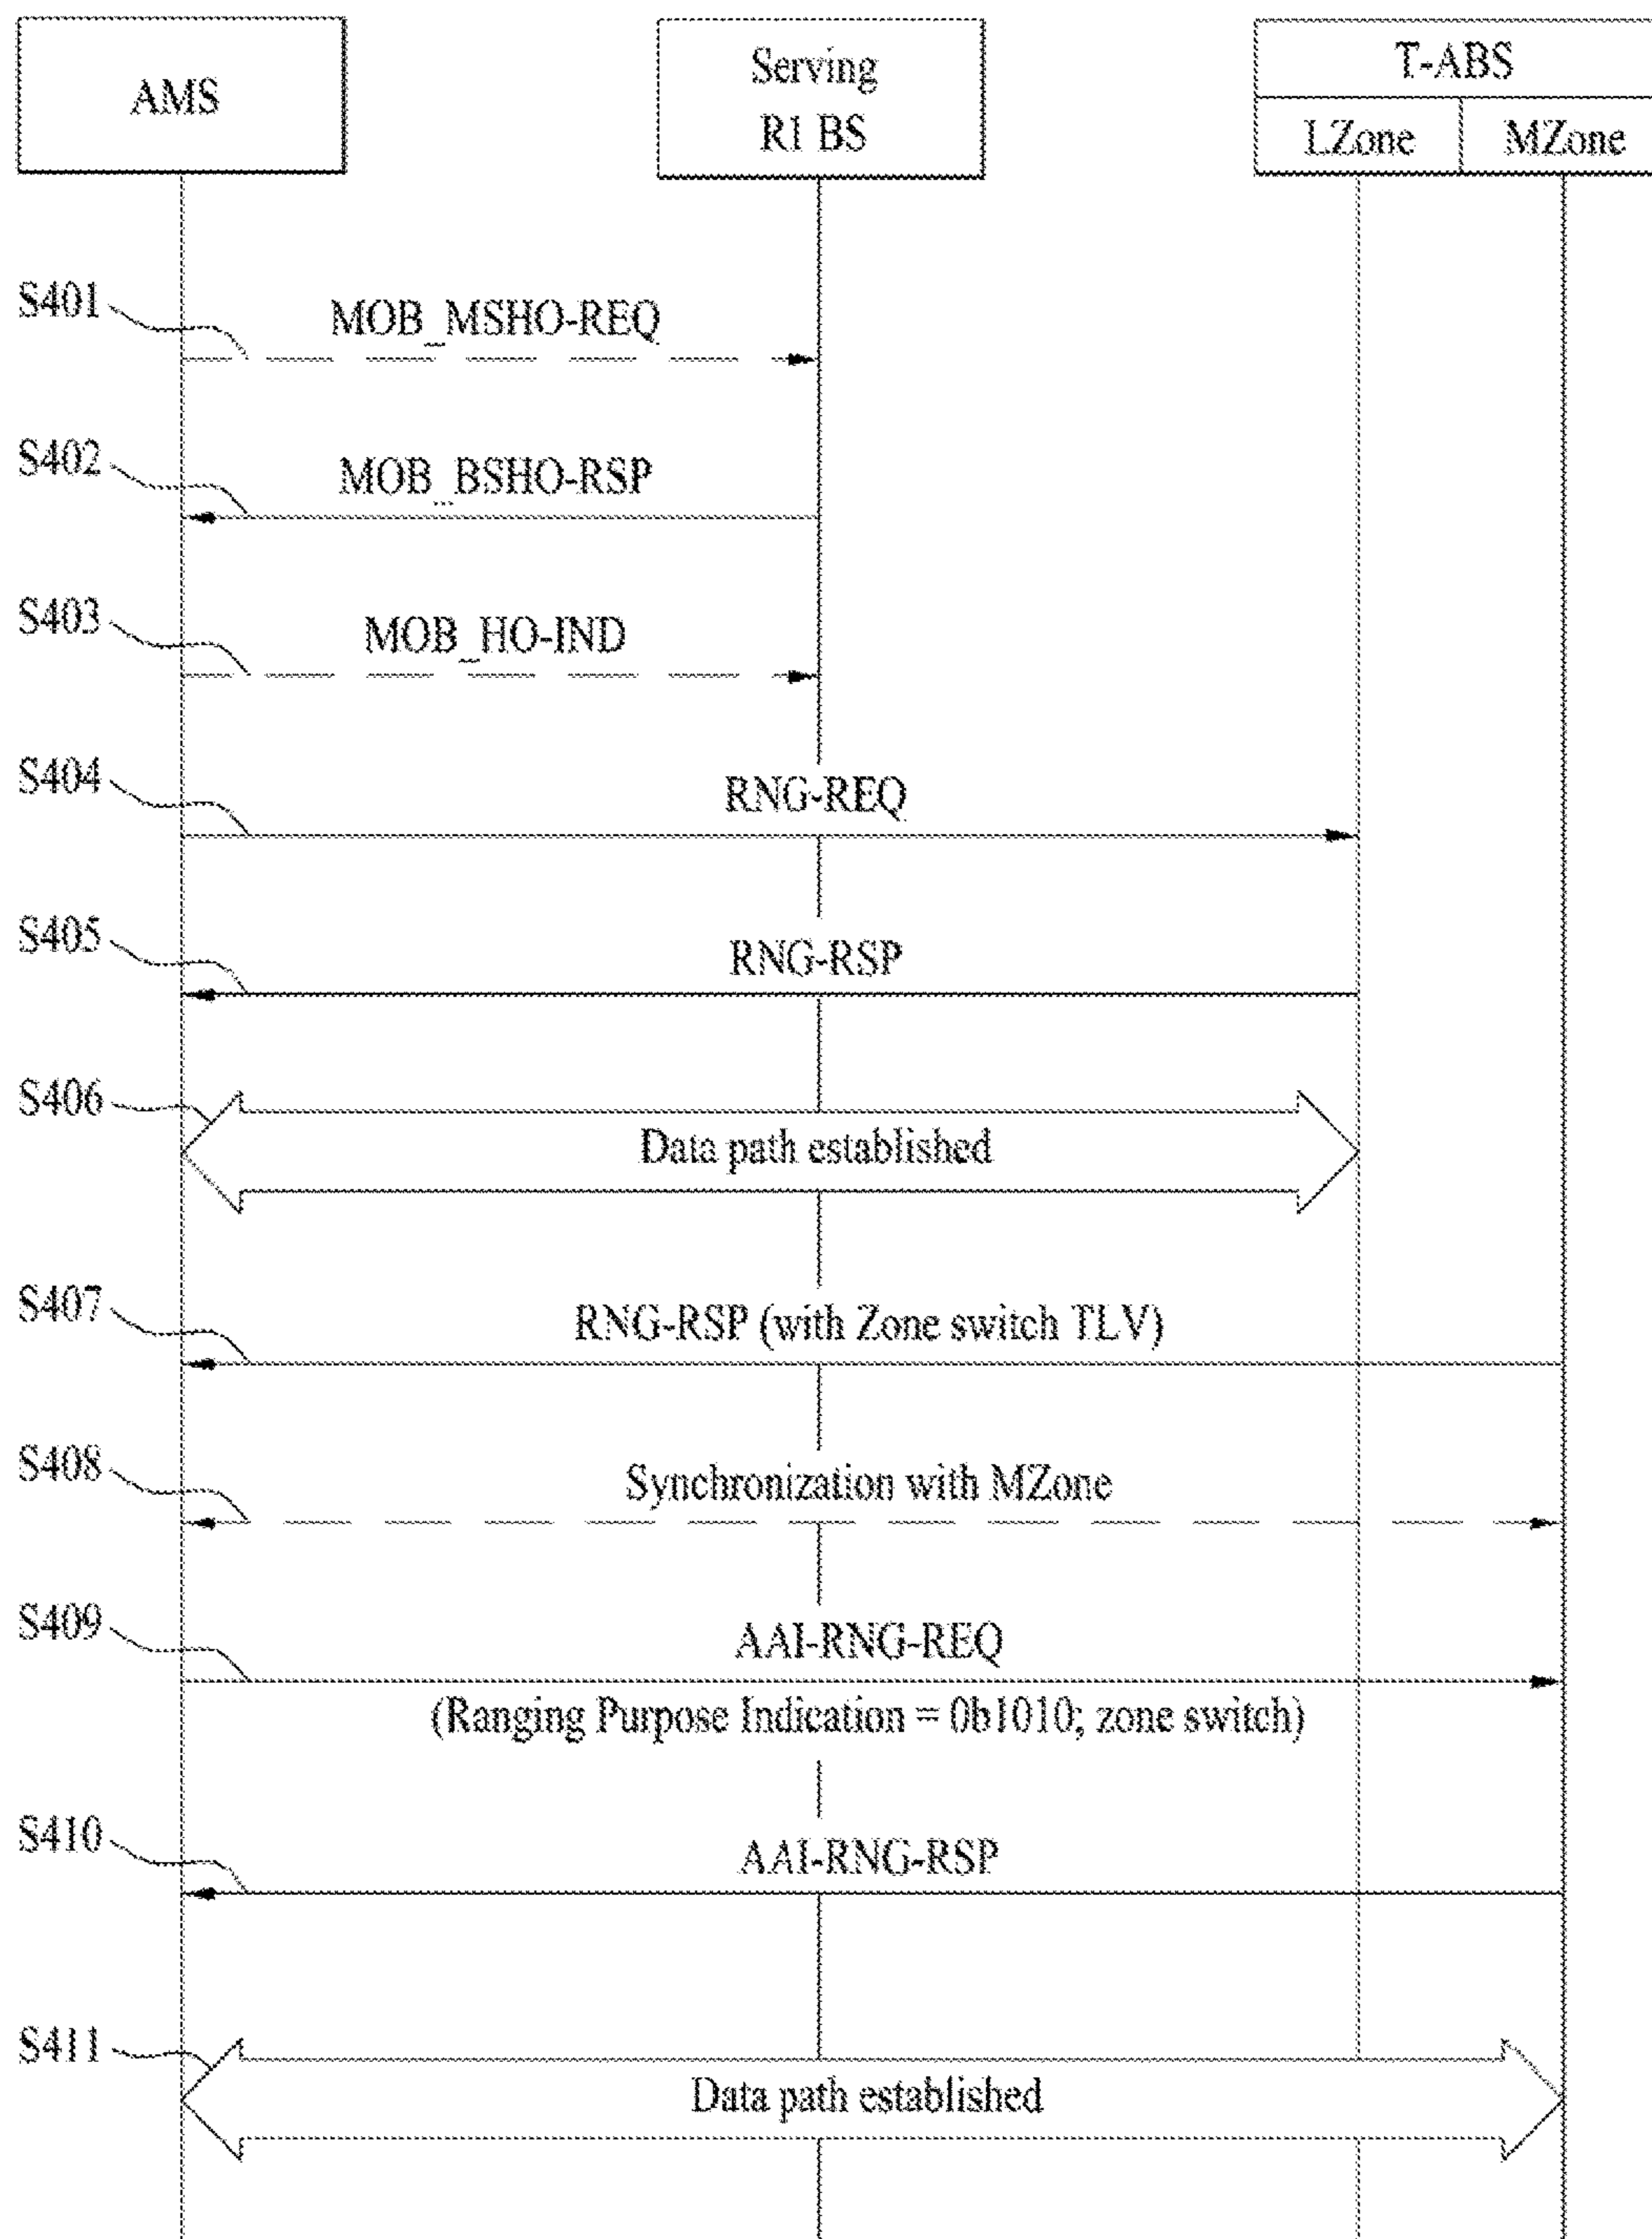 AMS
Serving
R1 BS
T-ABS
LZone
MZone
S401
MOB_MSHO-REQ
S402
MOB_BSHO-RSP
S403
MOB_HO-IND
S404
RNG-REQ
S405
RNG-RSP
S406
Data path established
S407
RNG-RSP (with Zone switch TLV)
S408
Synchronization with MZone
S409
AAI-RNG-REQ
(Ranging Purpose Indication = 0b1010; zone switch)
S410
AAI-RNG-RSP
S411
Data path established